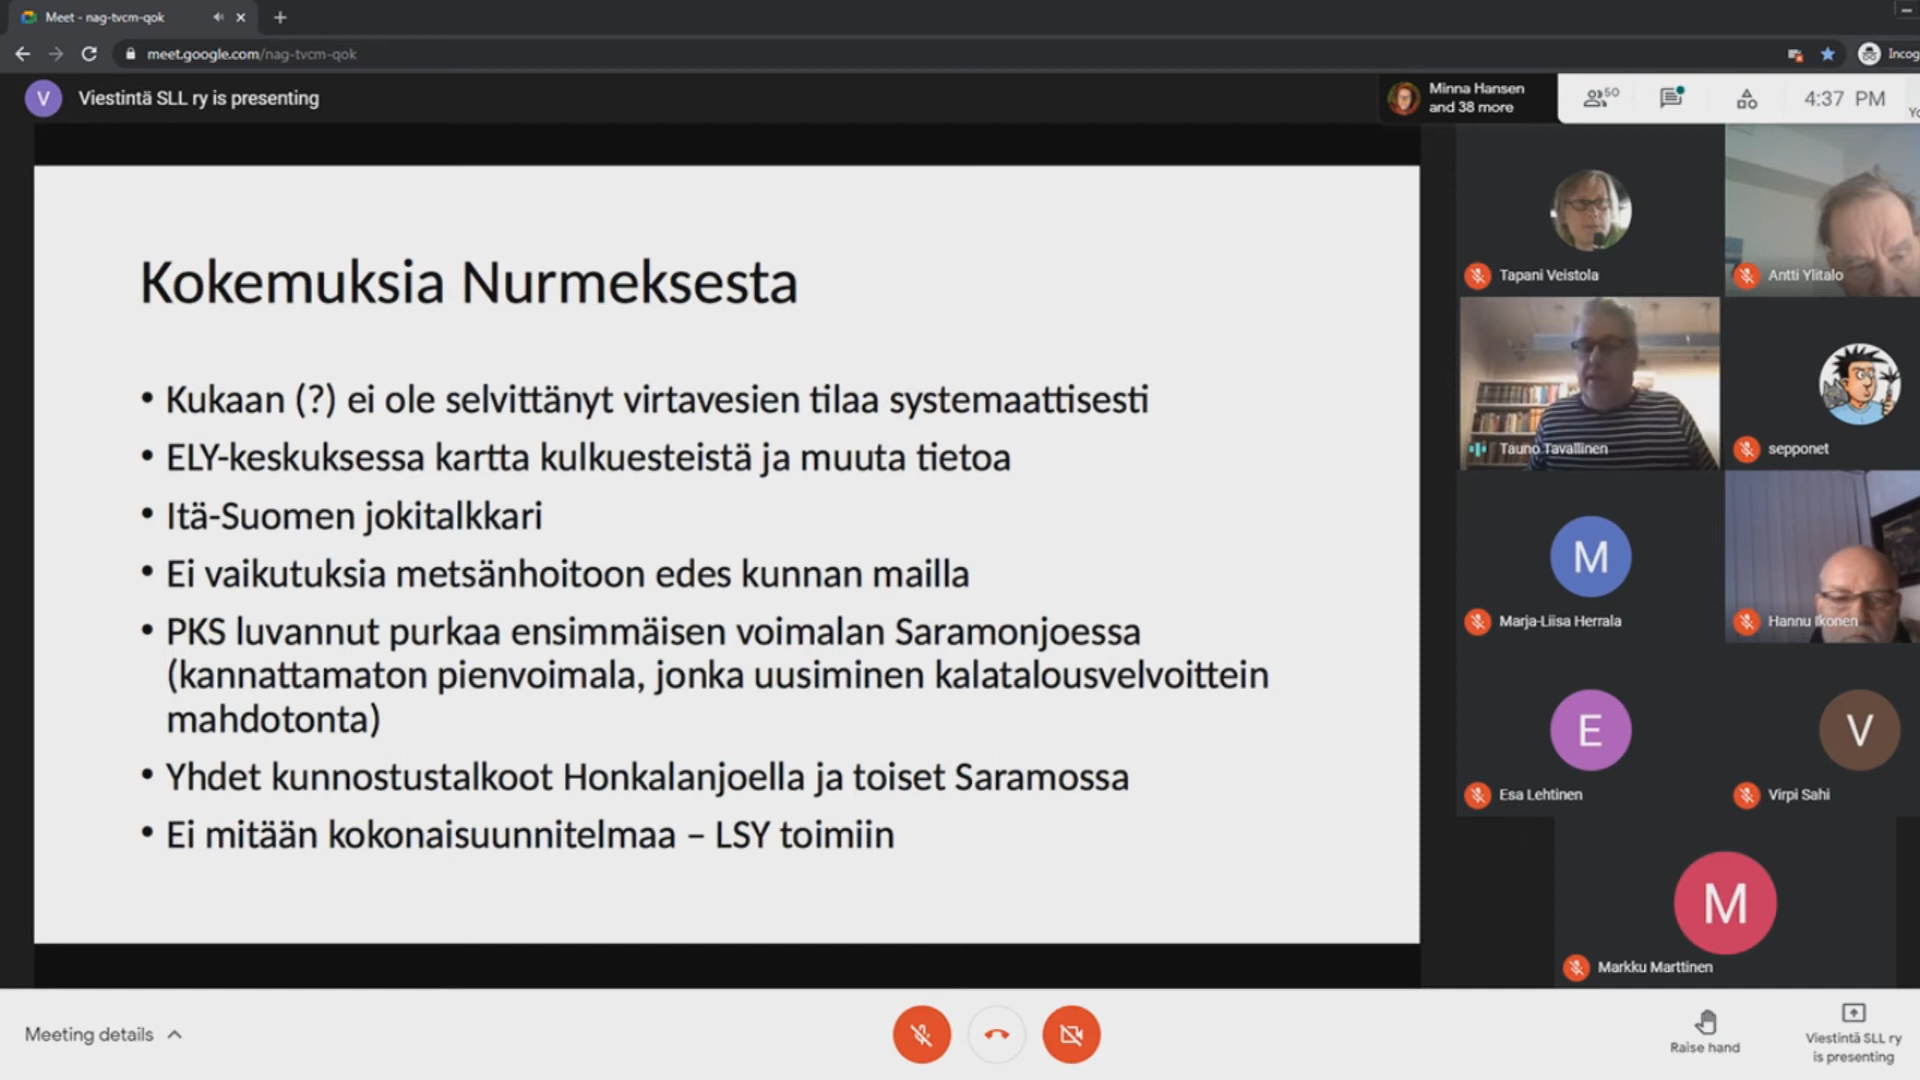 Meet - nag-tvcm-qok
meet.google.com/nag-tvcm-qok
Incog
V
Viestintä SLL ry is presenting
Minna Hansen
and 38 more
50
4:37 PM
Yo
Kokemuksia Nurmeksesta
• Kukaan (?) ei ole selvittänyt virtavesien tilaa systemaattisesti
• ELY-keskuksessa kartta kulkuesteistä ja muuta tietoa
• Itä-Suomen jokitalkkari
• Ei vaikutuksia metsänhoitoon edes kunnan mailla
• PKS luvannut purkaa ensimmäisen voimalan Saramonjoessa
(kannattamaton pienvoimala, jonka uusiminen kalatalousvelvoittein
mahdotonta)
• Yhdet kunnostustalkoot Honkalanjoella ja toiset Saramossa
• Ei mitään kokonaisuunnitelmaa – LSY toimiin
Tapani Veistola
Antti Ylitalo
Tauno Tavallinen
sepponet
M
Marja-Liisa Herrala
Hannu Ikonen
E
Esa Lehtinen
V
Virpi Sahi
M
Markku Marttinen
Meeting details
Raise hand
Viestintä SLL ry
is presenting